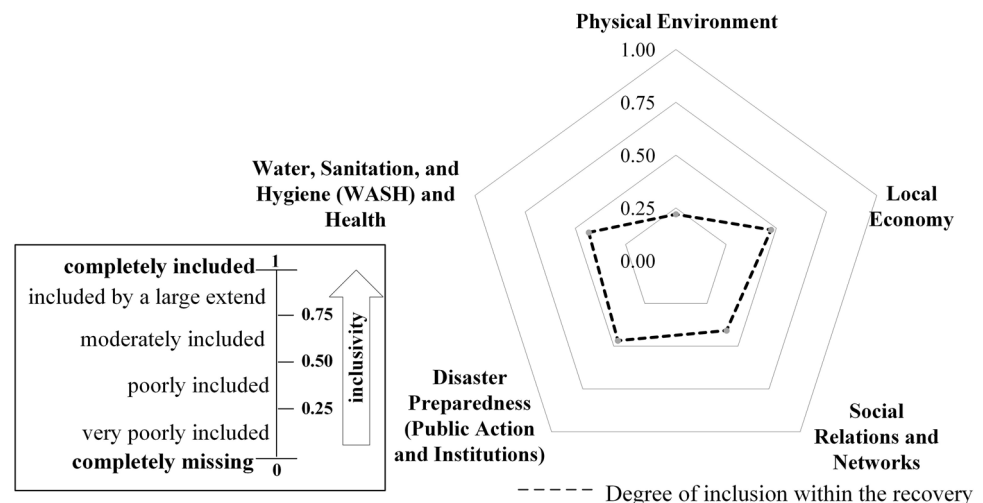 Physical Environment
1.00
0.75
0.50
0.25
0.00
Water, Sanitation, and
Hygiene (WASH) and
Health
Local
Economy
Disaster
Preparedness
(Public Action
and Institutions)
Social
Relations and
Networks
Degree of inclusion within the recovery
completely included
1
included by a large extend
0.75
moderately included
0.50
poorly included
0.25
very poorly included
completely missing
0
inclusivity